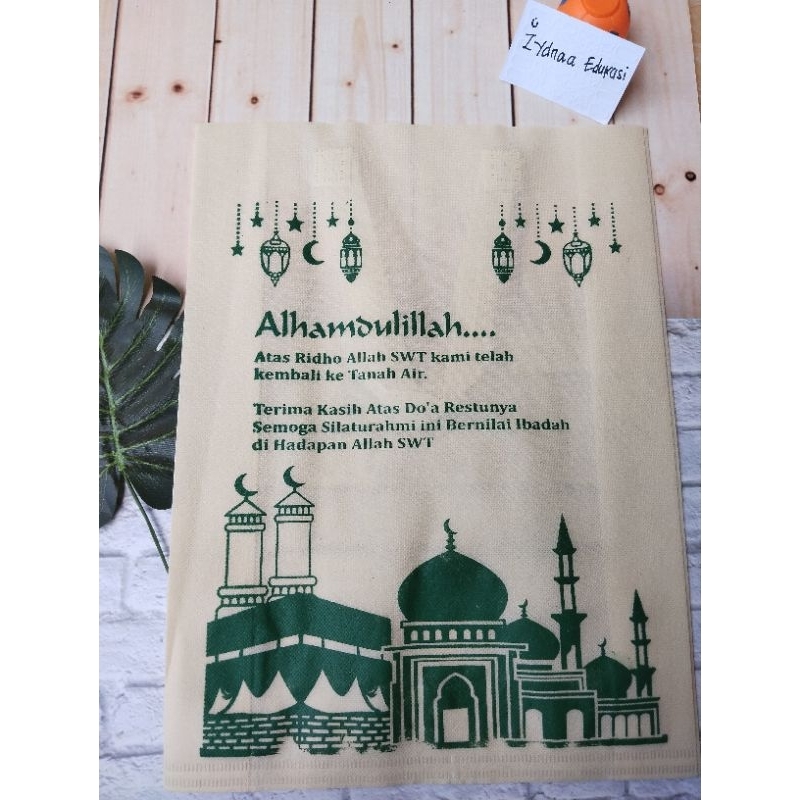 Iydnaa Edukasi
Alhamdulillah....
Atas Ridho Allah SWT kami telah
kembali ke Tanah Air.
Terima Kasih Atas Do'a Restunya
Semoga Silaturahmi ini Bernilai Ibadah
di Hadapan Allah SWT